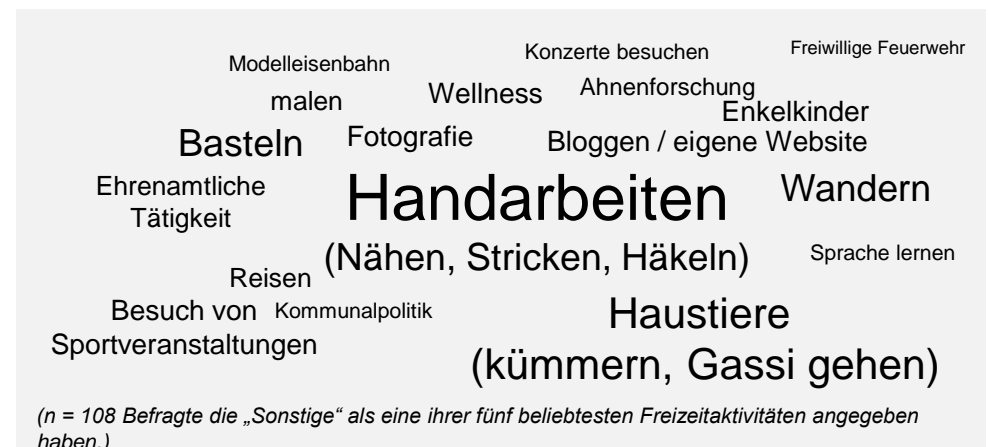 Konzerte besuchen
Freiwillige Feuerwehr
Modelleisenbahn
Ahnenforschung
malen
Wellness
Enkelkinder
Basteln
Fotografie
Bloggen / eigene Website
Ehrenamtliche
Tätigkeit
Handarbeiten
(Nähen, Stricken, Häkeln)
Wandern
Sprache lernen
Reisen
Besuch von
Sportveranstaltungen
Kommunalpolitik
Haustiere
(kümmern, Gassi gehen)
(n = 108 Befragte die „Sonstige“ als eine ihrer fünf beliebtesten Freizeitaktivitäten angegeben
haben.)